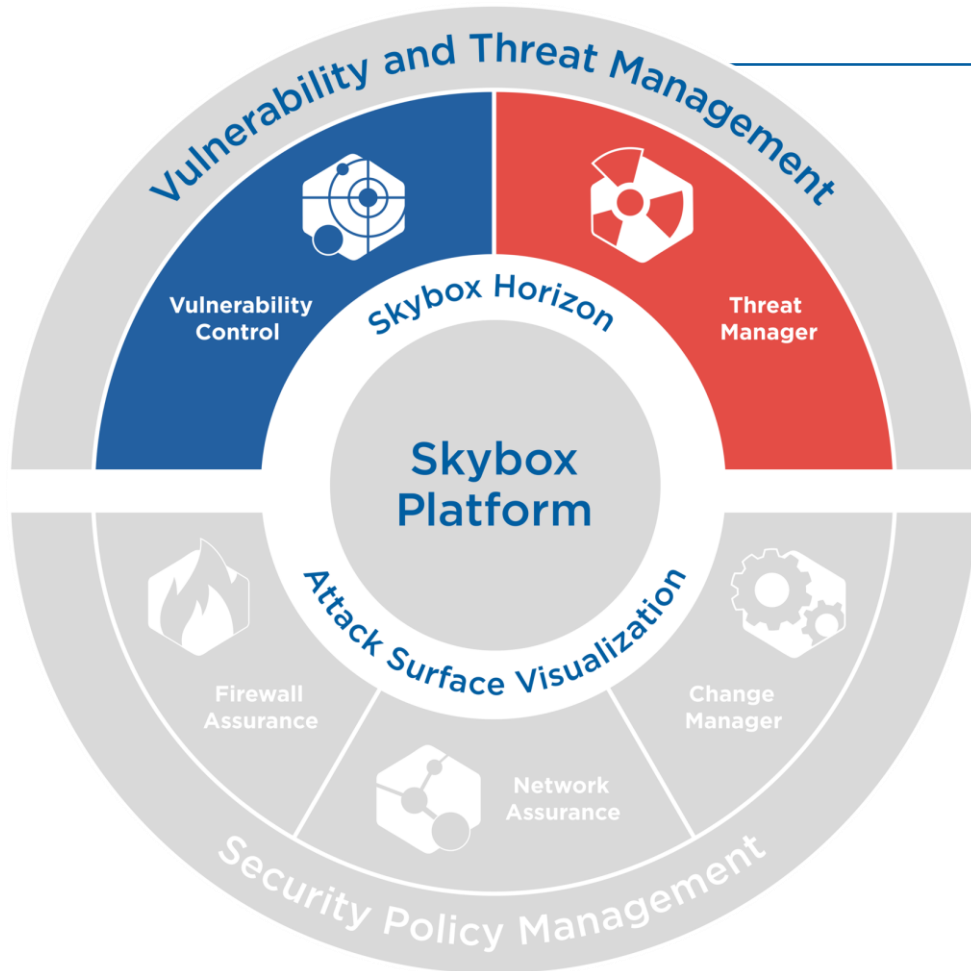 Vulnerability and Threat Management
Vulnerability
Control
Threat
Manager
Skybox Horizon
Skybox
Platform
Attack Surface Visualization
Firewall
Assurance
Network
Assurance
Change
Manager
Security Policy Management